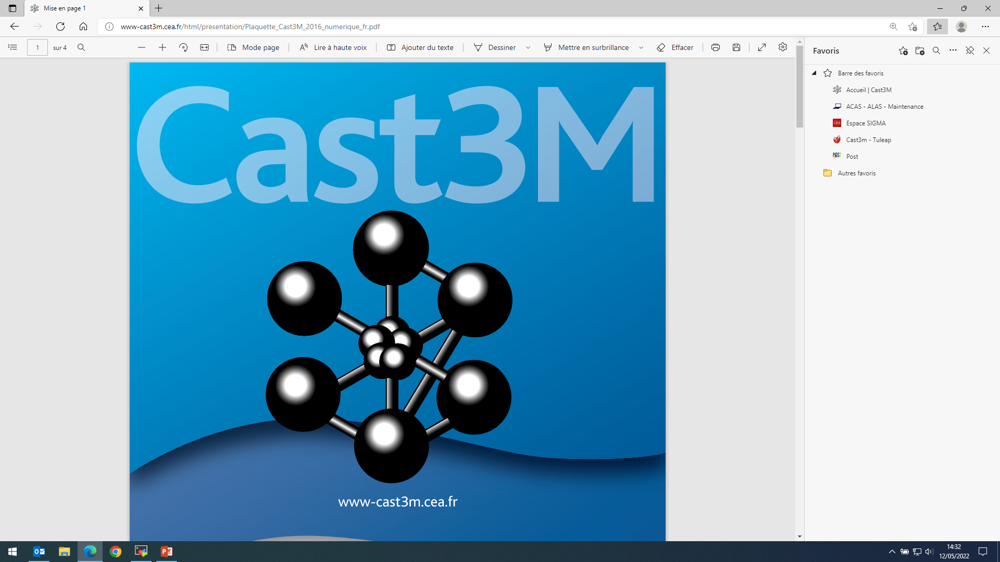 Mise en page 1
www-cast3m.cea.fr/html/presentation/Plaquette_Cast3M_2016_numerique_fr.pdf
1 sur 4
Mode page
Lire à haute voix
Ajouter du texte
Dessiner
Mettre en surbrillance
Effacer
Cast3M
www-cast3m.cea.fr
Favoris
Barre des favoris
Accueil | Cast3M
ACAS - ALAS - Maintenance
cea
Espace SIGMA
Cast3m - Tuleap
POST
Post
Autres favoris
14:32
12/05/2022